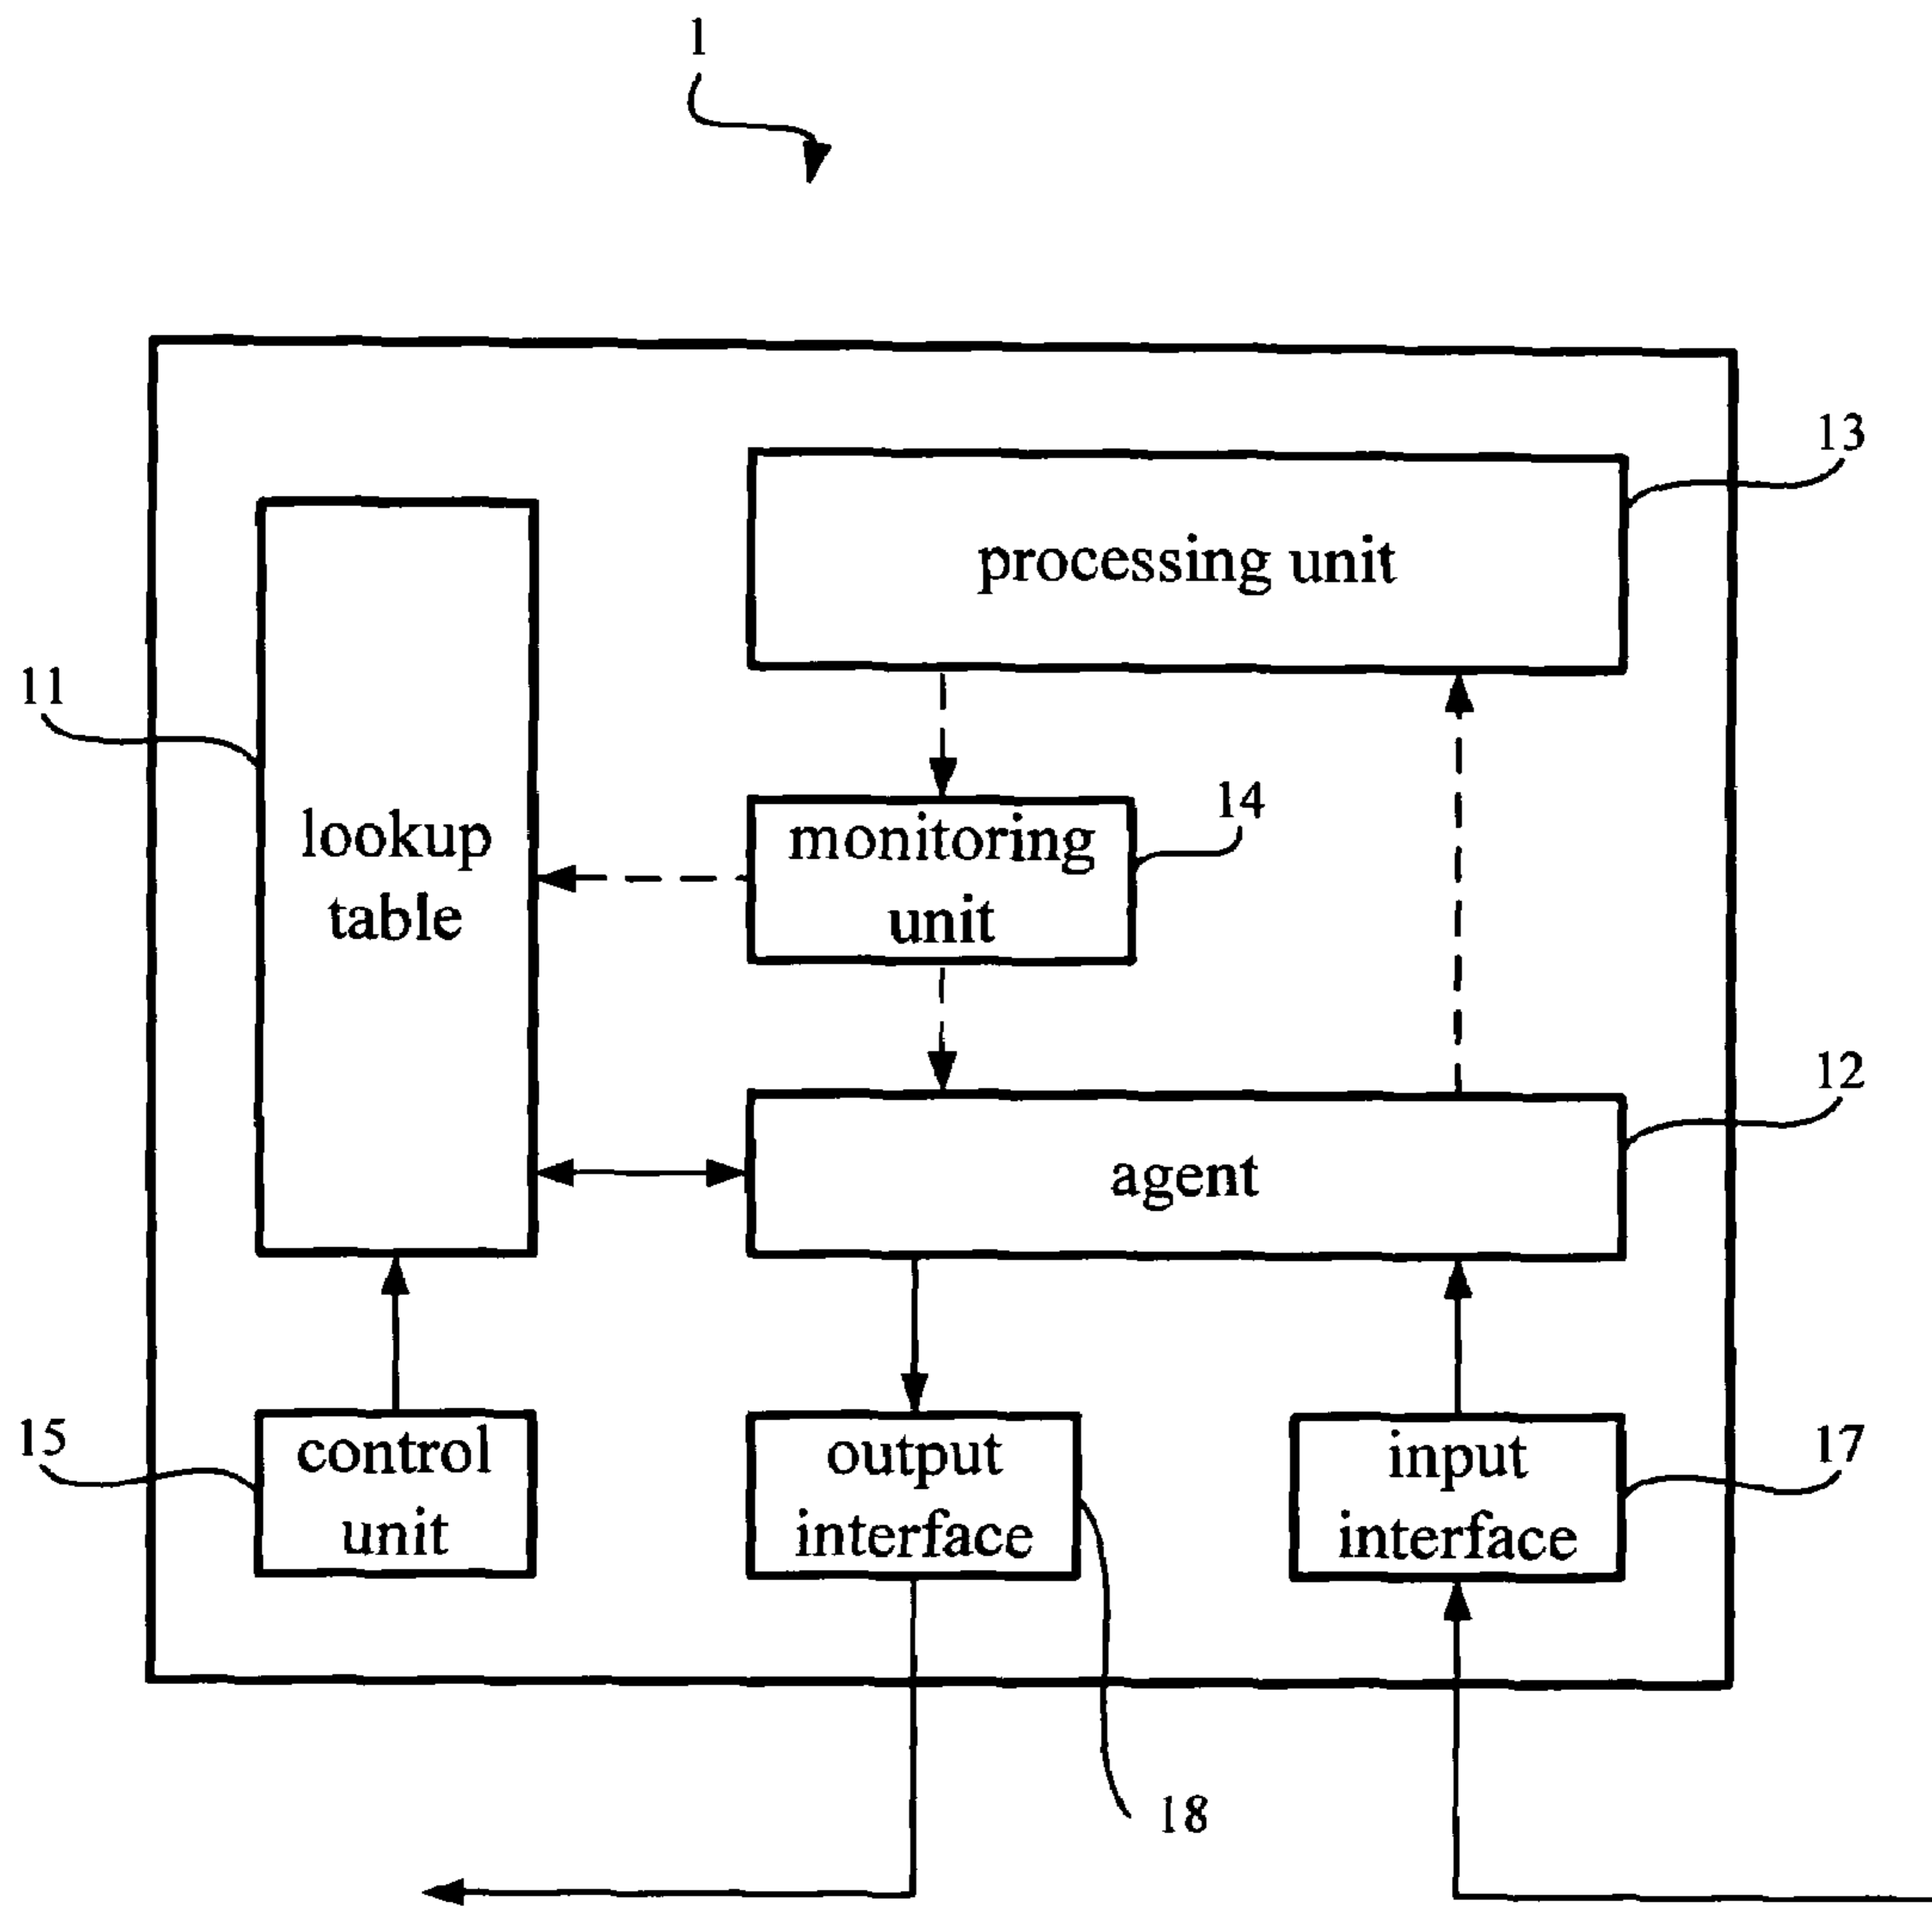 1
13
processing unit
11
14
lookup
table
monitoring
unit
12
agent
15
control
unit
output
interface
input
interface
17
18